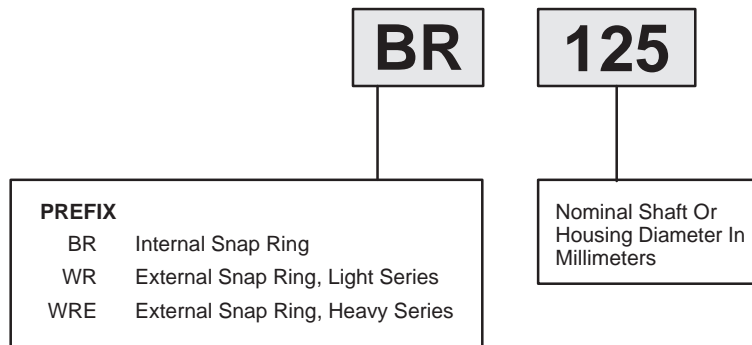 BR 125
PREFIX
BR Internal Snap Ring
WR External Snap Ring, Light Series
WRE External Snap Ring, Heavy Series
Nominal Shaft Or
Housing Diameter In
Millimeters